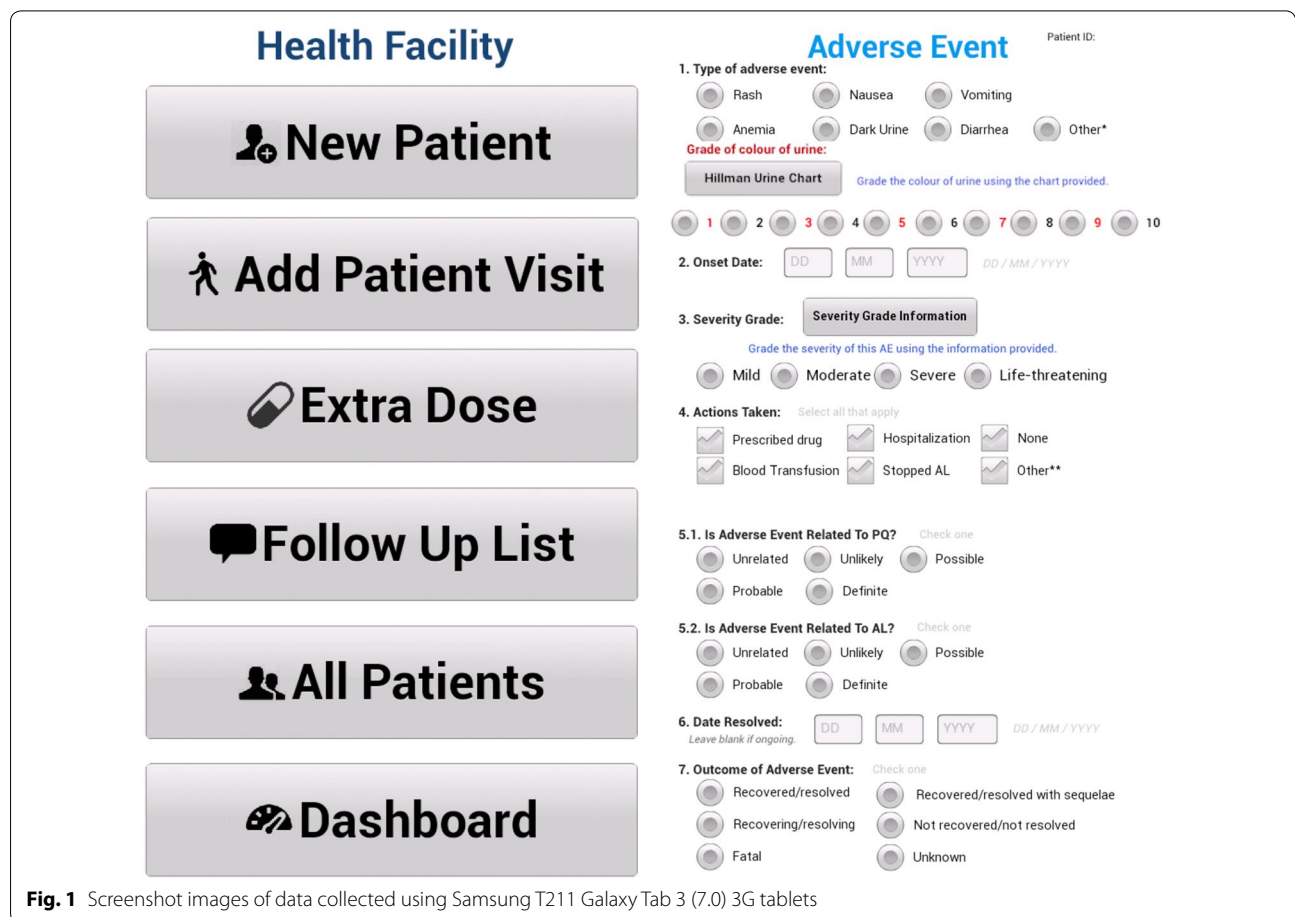 Health Facility
New Patient
Add Patient Visit
Extra Dose
Follow Up List
All Patients
Dashboard
Adverse Event
Patient ID:
1. Type of adverse event:
Rash Nausea Vomiting
Anemia Dark Urine Diarrhea Other*
Grade of colour of urine:
Hillman Urine Chart Grade the colour of urine using the chart provided.
1 2 3 4 5 6 7 8 9 10
2. Onset Date: DD MM YYYY DD / MM / YYYY
3. Severity Grade: Severity Grade Information
Grade the severity of this AE using the information provided.
Mild Moderate Severe Life-threatening
4. Actions Taken: Select all that apply
Prescribed drug Hospitalization None
Blood Transfusion Stopped AL Other**
5.1. Is Adverse Event Related To PQ? Check one
Unrelated Unlikely Possible
Probable Definite
5.2. Is Adverse Event Related To AL? Check one
Unrelated Unlikely Possible
Probable Definite
6. Date Resolved: DD MM YYYY DD / MM / YYYY
Leave blank if ongoing.
7. Outcome of Adverse Event: Check one
Recovered/resolved Recovered/resolved with sequelae
Recovering/resolving Not recovered/not resolved
Fatal Unknown
Fig. 1 Screenshot images of data collected using Samsung T211 Galaxy Tab 3 (7.0) 3G tablets